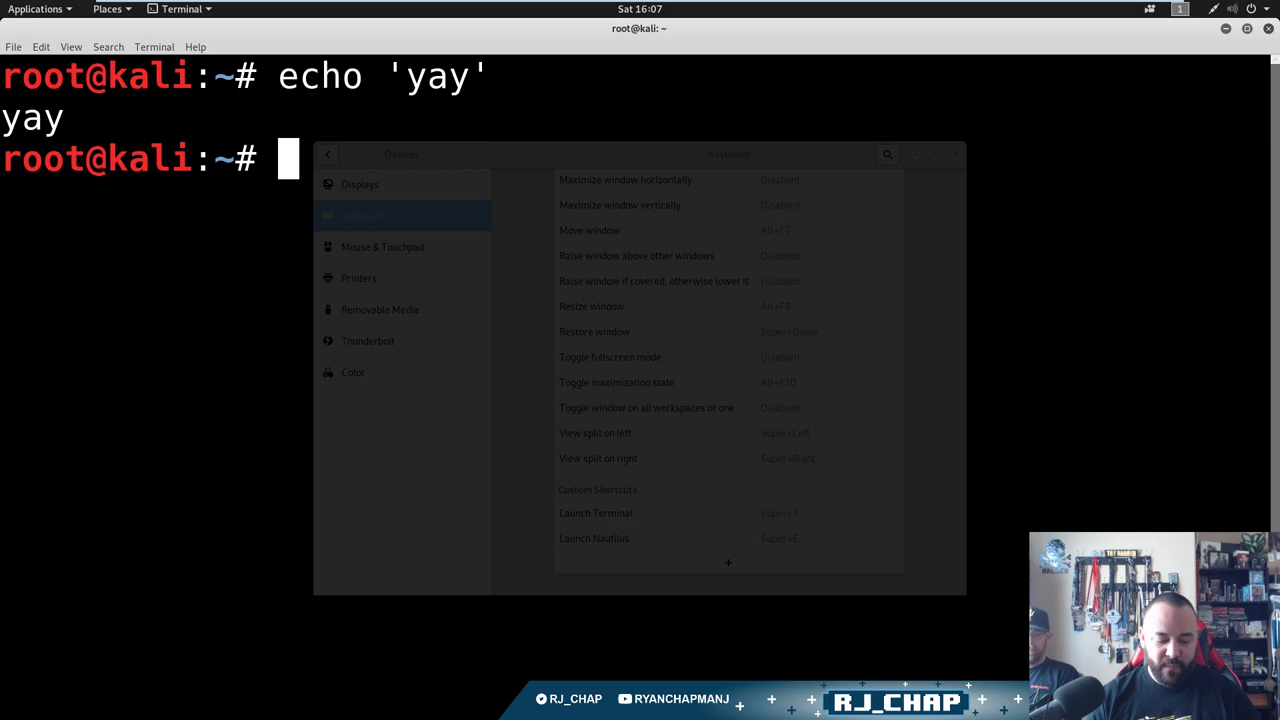 Applications Places Terminal Sat 16:07 1
root@kali: ~
File Edit View Search Terminal Help
root@kali:~# echo 'yay'
yay
root@kali:~#
Devices Keyboard
Displays
Keyboard
Mouse & Touchpad
Printers
Removable Media
Thunderbolt
Color
Maximize window horizontally Disabled
Maximize window vertically Disabled
Move window Alt+F7
Raise window above other windows Disabled
Raise window if covered, otherwise lower it Disabled
Resize window Alt+F8
Restore window Super+Down
Toggle fullscreen mode Disabled
Toggle maximization state Alt+F10
Toggle window on all workspaces or one Disabled
View split on left Super+Left
View split on right Super+Right
Custom Shortcuts
Launch Terminal Super+T
Launch Nautilus Super+E
+
RJ_CHAP RYANCHAPMANJ RJ_CHAP